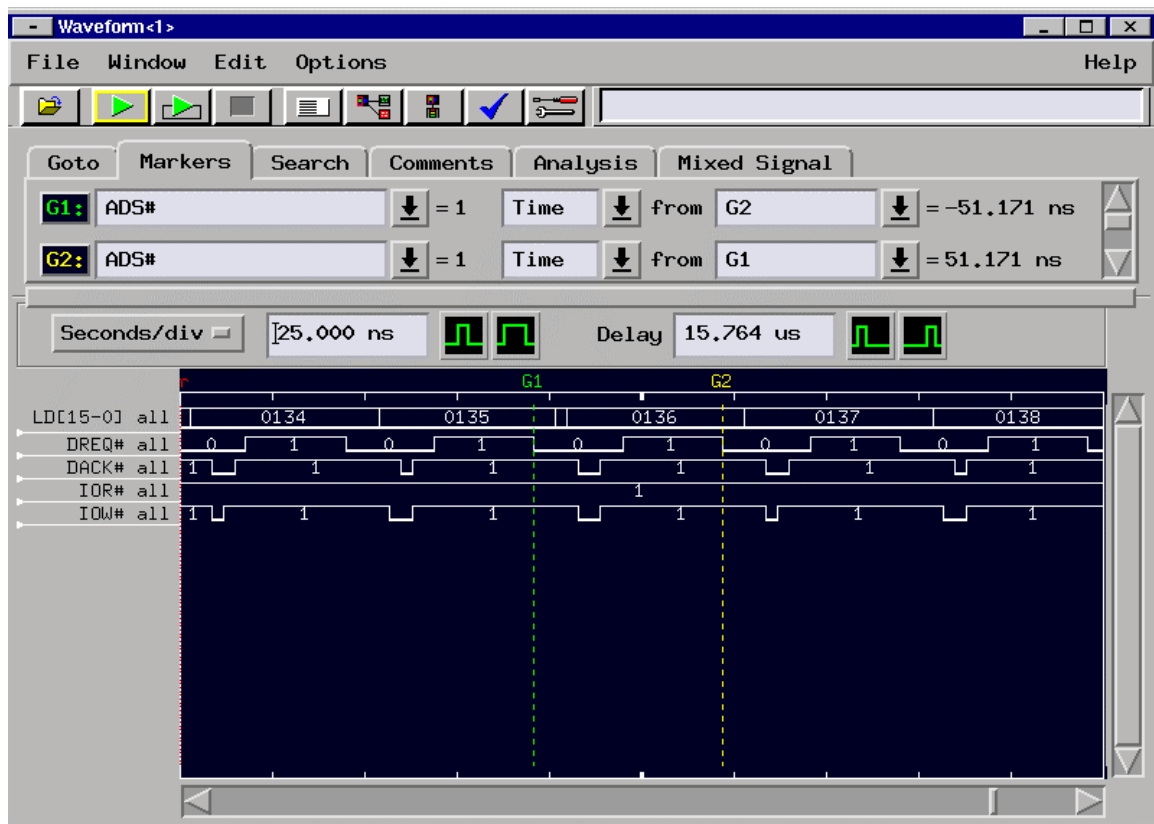 Waveform<1>
File Window Edit Options Help
Goto Markers Search Comments Analysis Mixed Signal
G1: ADS# = 1 Time from G2 = -51.171 ns
G2: ADS# = 1 Time from G1 = 51.171 ns
Seconds/div 25.000 ns Delay 15.764 us
r G1 G2
LD[15-0] all 0134 0135 0136 0137 0138
DREQ# all 0 1 0 1 0 1 0 1 0 1
DACK# all 1 1 1 1 1 1
IOR# all 1
IOW# all 1 1 1 1 1 1